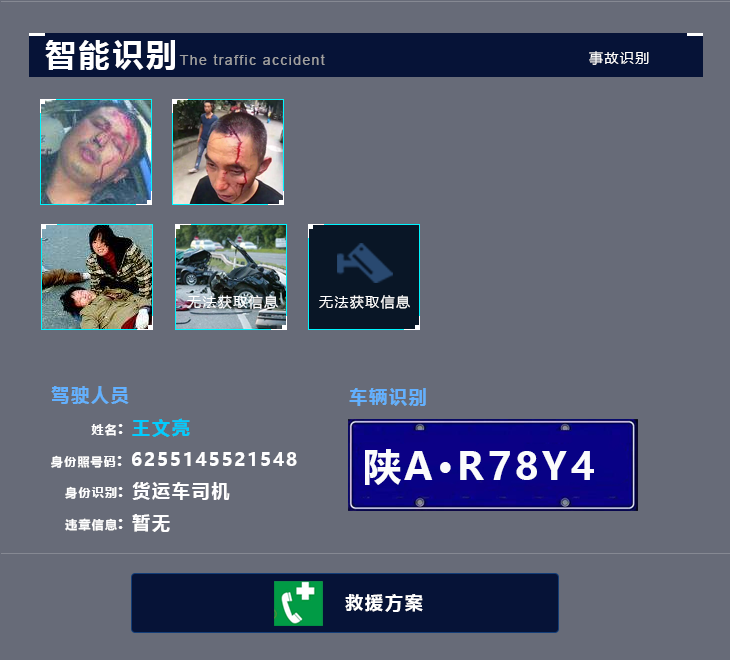 智能识别 The traffic accident 事故识别
无法获取信息 无法获取信息
驾驶人员
姓名: 王文亮
身份照号码: 6255145521548
身份识别: 货运车司机
违章信息: 暂无
车辆识别
陕A·R78Y4
救援方案